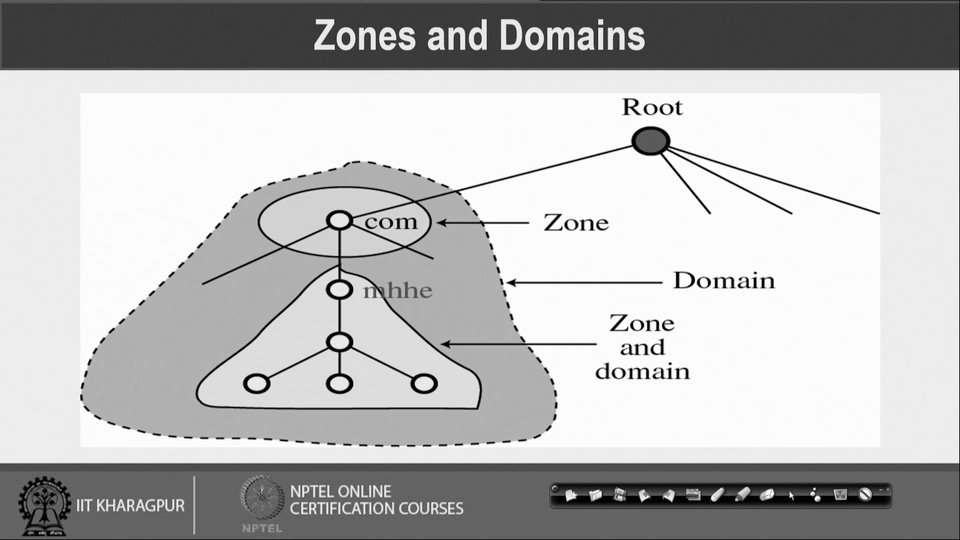 Zones and Domains
Root
com
Zone
mhhe
Domain
Zone
and
domain
IIT KHARAGPUR
NPTEL
NPTEL ONLINE
CERTIFICATION COURSES